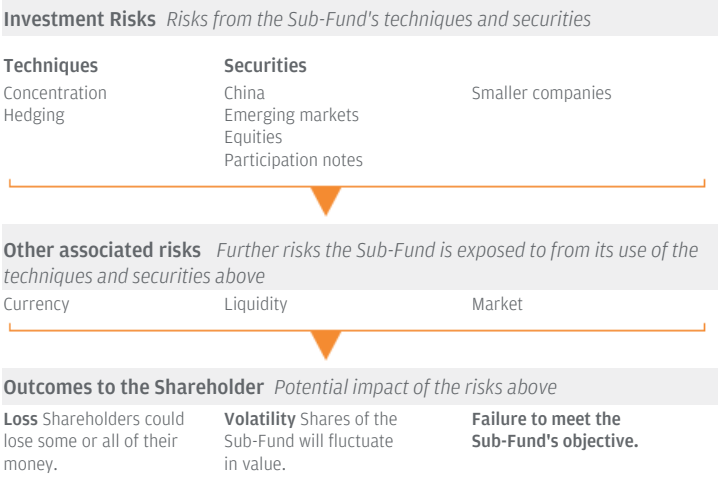 Investment Risks Risks from the Sub-Fund's techniques and securities
Techniques
Concentration
Hedging
Securities
China
Emerging markets
Equities
Participation notes
Smaller companies
Other associated risks Further risks the Sub-Fund is exposed to from its use of the
techniques and securities above
Currency
Liquidity
Market
Outcomes to the Shareholder Potential impact of the risks above
Loss Shareholders could
lose some or all of their
money.
Volatility Shares of the
Sub-Fund will fluctuate
in value.
Failure to meet the
Sub-Fund's objective.